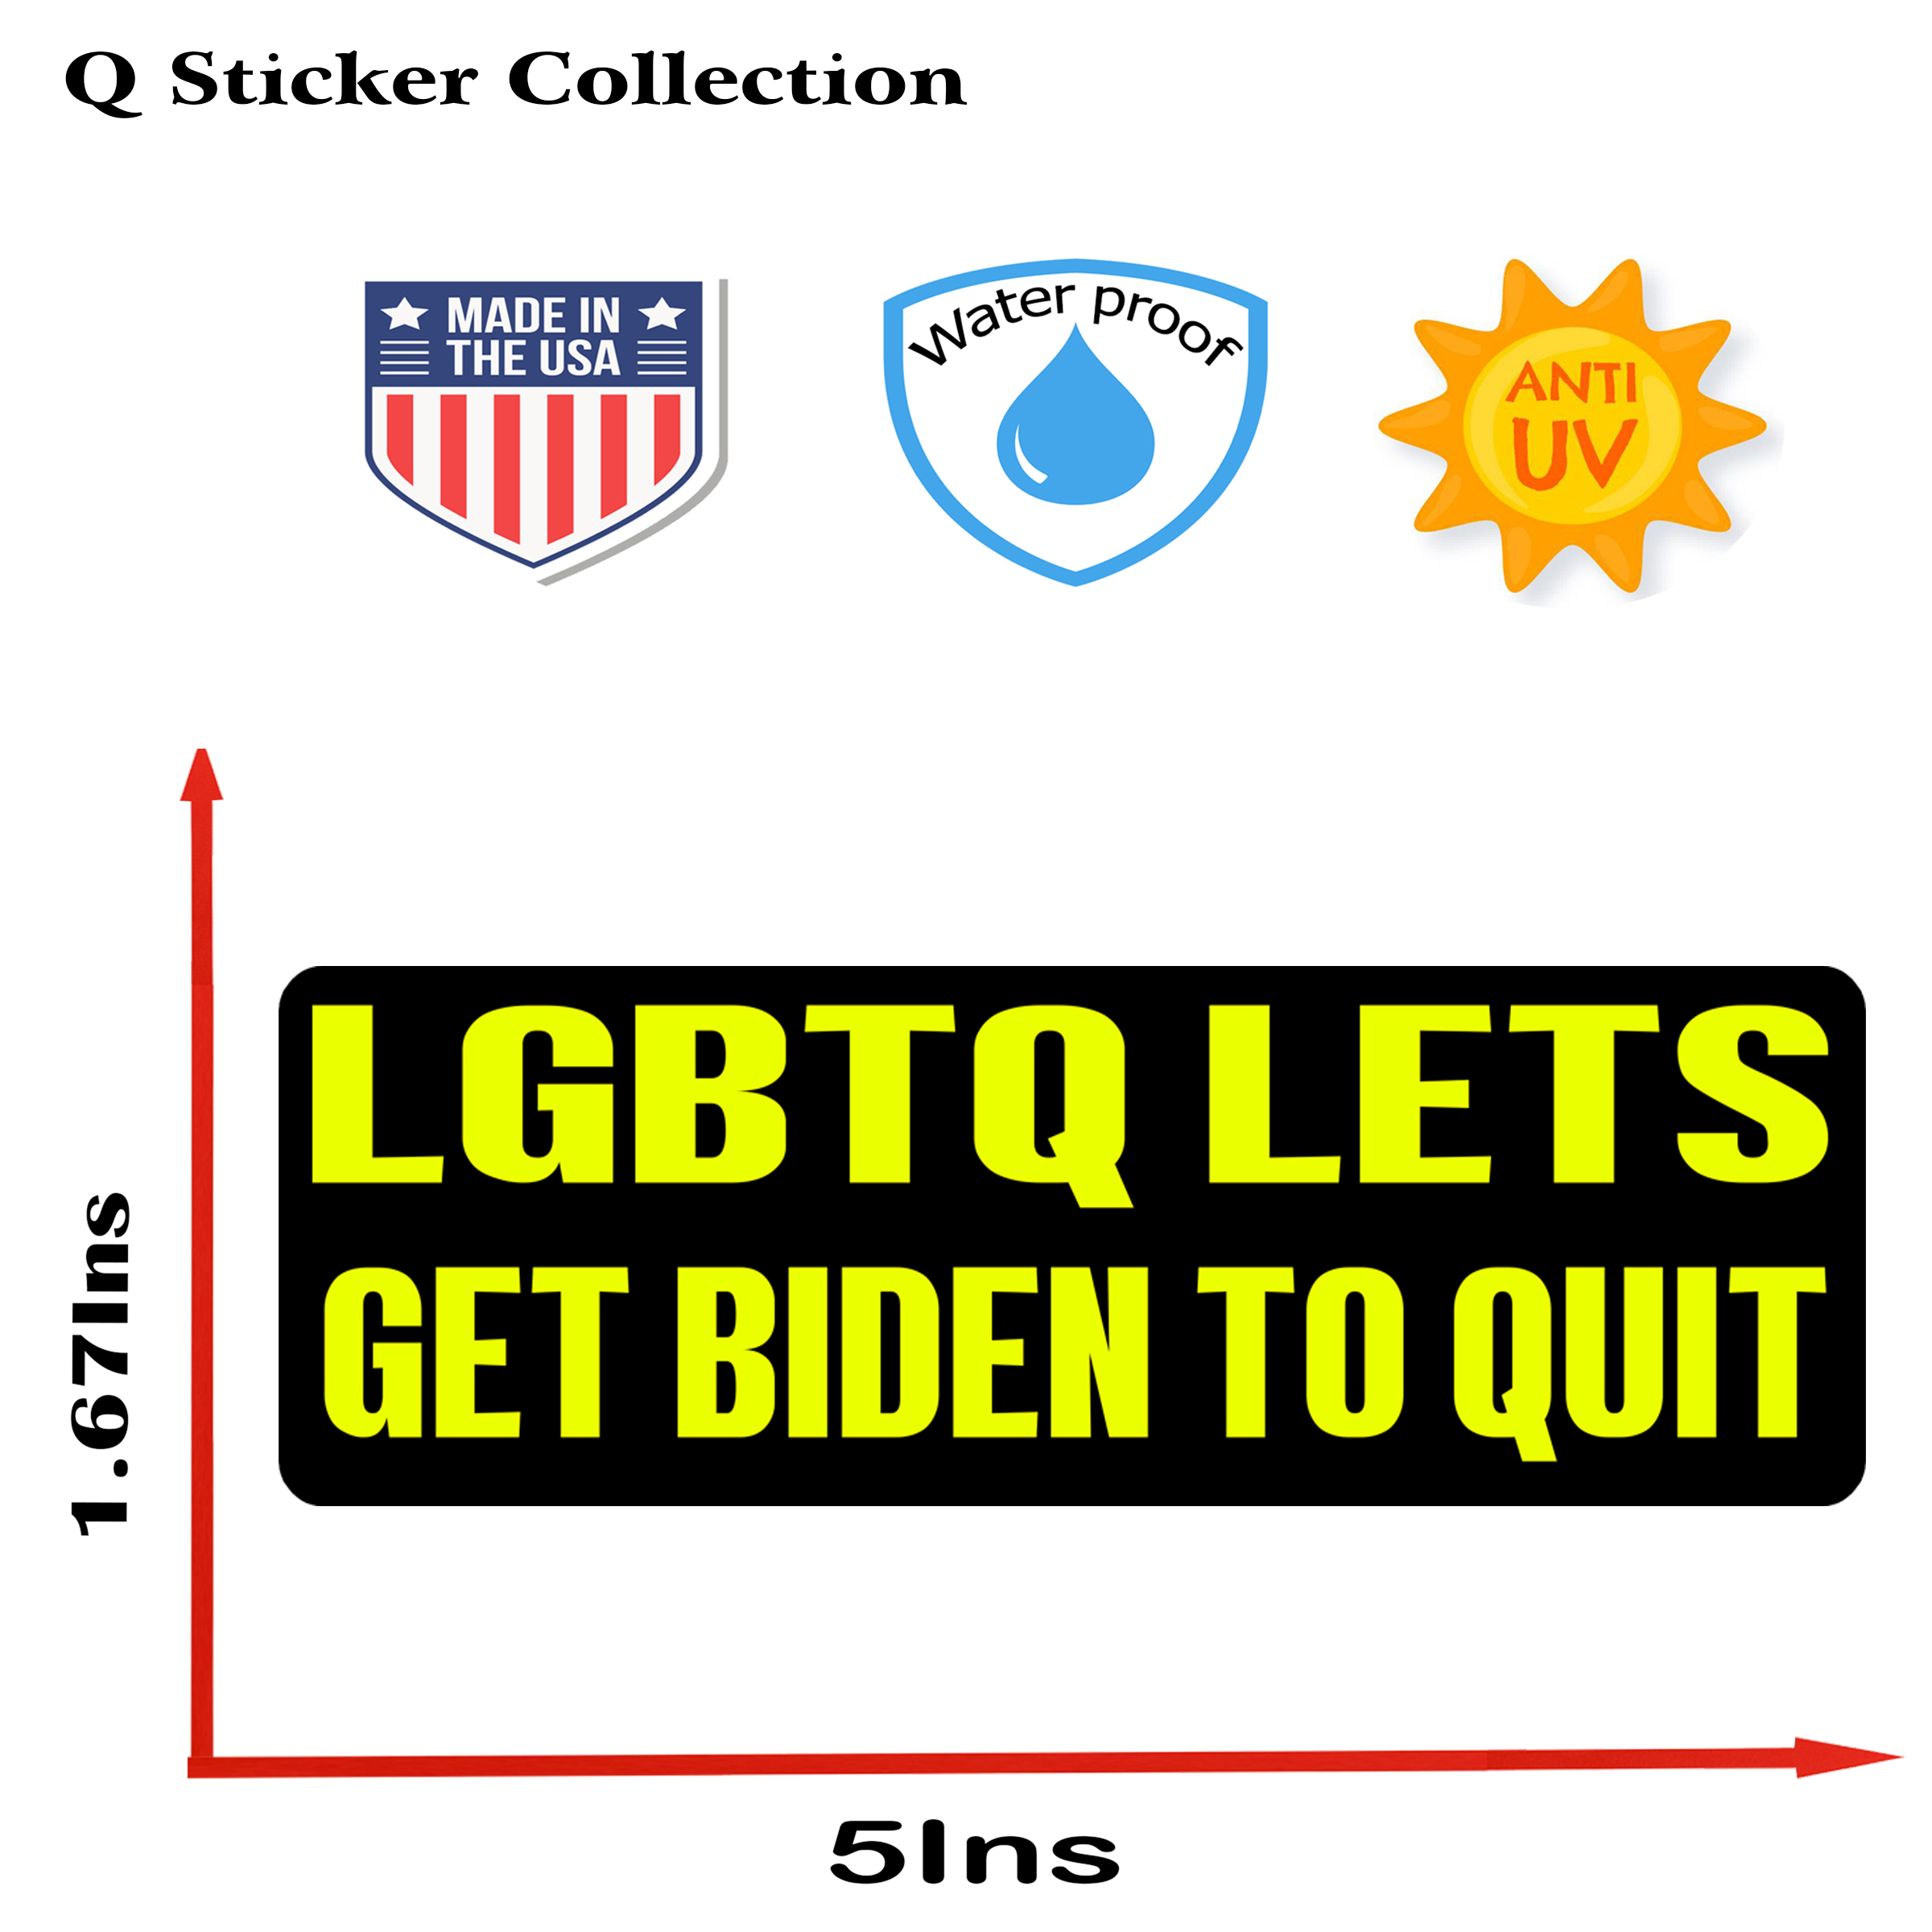 Q Sticker Collection
MADE IN
THE USA
Water proof
ANTI
UV
LGBTQ LETS
GET BIDEN TO QUIT
1.67Ins
5Ins